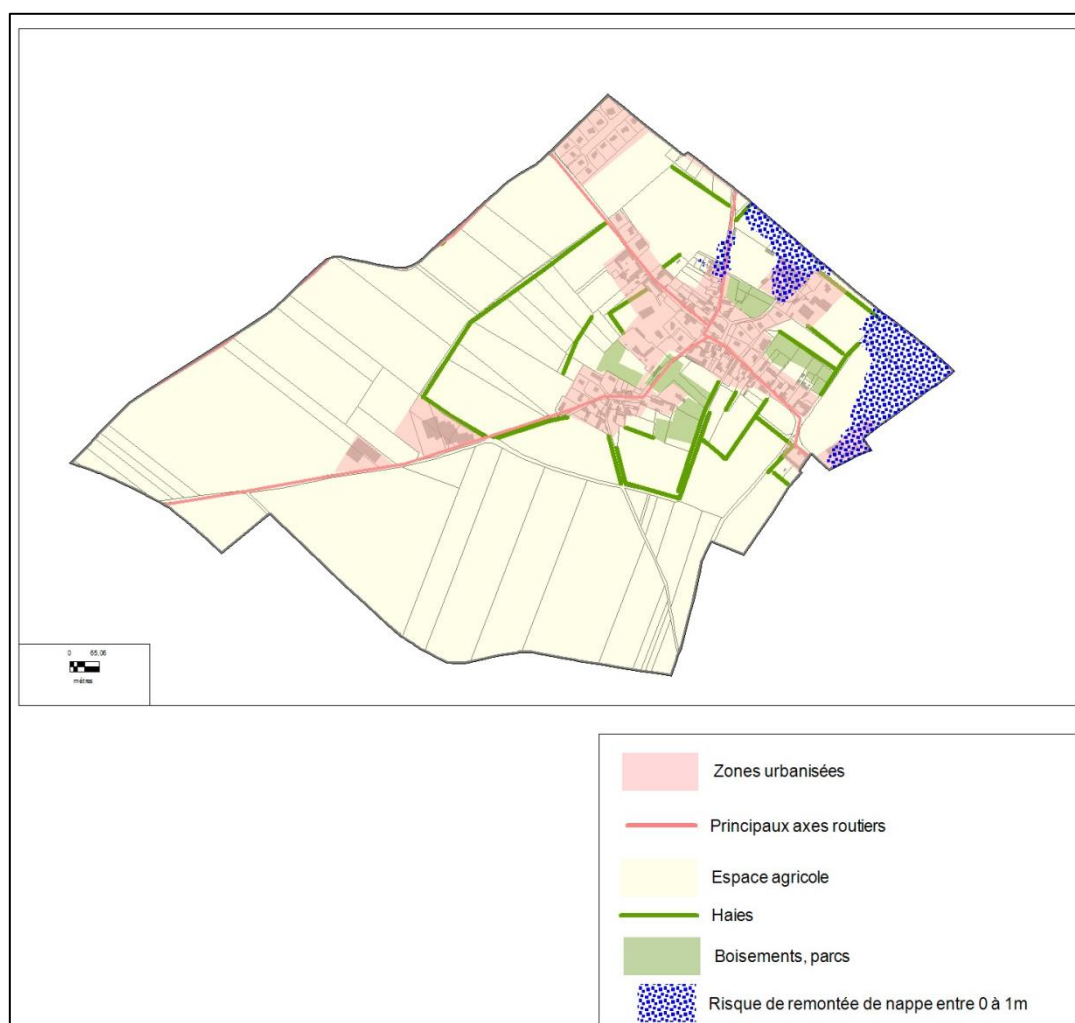 0 65,06
mètres
Zones urbanisées
Principaux axes routiers
Espace agricole
Haies
Boisements, parcs
Risque de remontée de nappe entre 0 à 1m